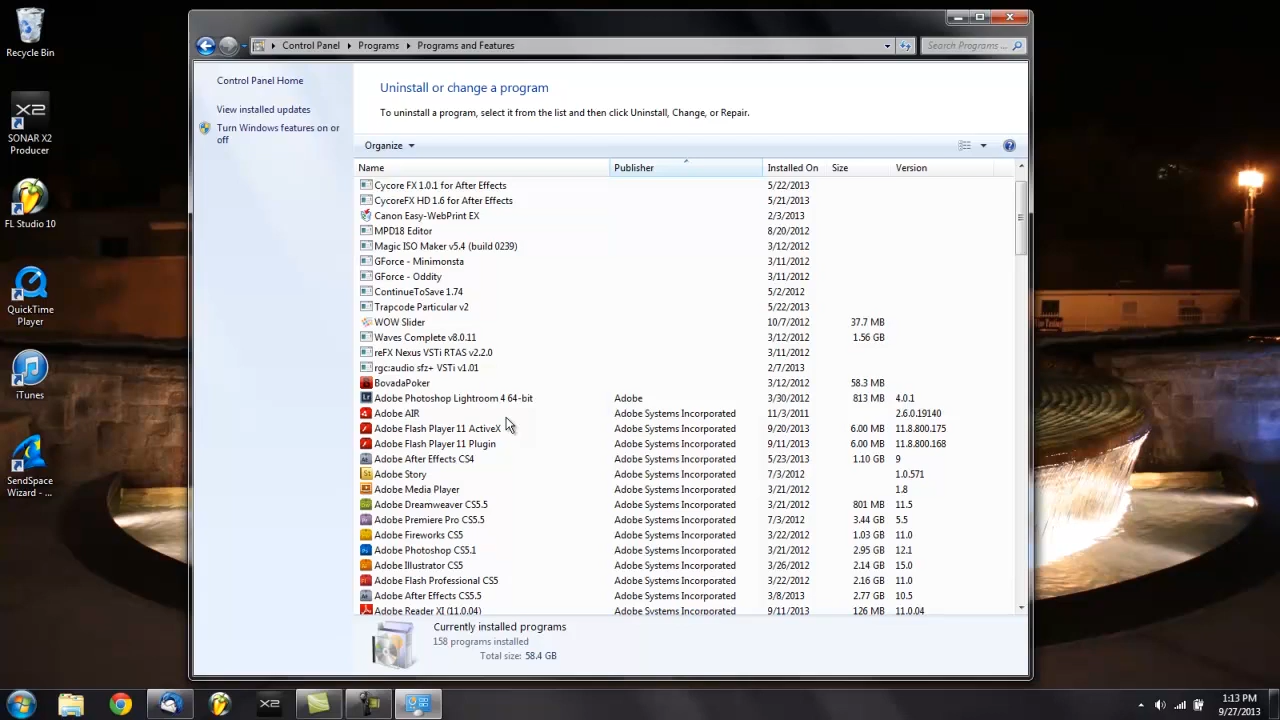 Recycle Bin
X2
SONAR X2
Producer
FL Studio 10
QuickTime
Player
iTunes
SendSpace
Wizard - ...
Control Panel
Programs
Programs and Features
Search Programs ...
Control Panel Home
View installed updates
Turn Windows features on or
off
Uninstall or change a program
To uninstall a program, select it from the list and then click Uninstall, Change, or Repair.
Organize
Name Publisher Installed On Size Version
Cycore FX 1.0.1 for After Effects 5/22/2013
CycoreFX HD 1.6 for After Effects 5/21/2013
Canon Easy-WebPrint EX 2/3/2013
MPD18 Editor 8/20/2012
Magic ISO Maker v5.4 (build 0239) 3/12/2012
GForce - Minimonsta 3/11/2012
GForce - Oddity 3/11/2012
ContinueToSave 1.74 5/2/2012
Trapcode Particular v2 5/22/2013
WOW Slider 10/7/2012 37.7 MB
Waves Complete v8.0.11 3/12/2012 1.56 GB
reFX Nexus VSTi RTAS v2.2.0 3/11/2012
rgc:audio sfz+ VSTi v1.01 2/7/2013
BovadaPoker 3/12/2012 58.3 MB
Adobe Photoshop Lightroom 4 64-bit Adobe 3/30/2012 813 MB 4.0.1
Adobe AIR Adobe Systems Incorporated 11/3/2011 2.6.0.19140
Adobe Flash Player 11 ActiveX Adobe Systems Incorporated 9/20/2013 6.00 MB 11.8.800.175
Adobe Flash Player 11 Plugin Adobe Systems Incorporated 9/11/2013 6.00 MB 11.8.800.168
Adobe After Effects CS4 Adobe Systems Incorporated 5/23/2013 1.10 GB 9
Adobe Story Adobe Systems Incorporated 7/3/2012 1.0.571
Adobe Media Player Adobe Systems Incorporated 3/21/2012 1.8
Adobe Dreamweaver CS5.5 Adobe Systems Incorporated 3/21/2012 801 MB 11.5
Adobe Premiere Pro CS5.5 Adobe Systems Incorporated 7/3/2012 3.44 GB 5.5
Adobe Fireworks CS5 Adobe Systems Incorporated 3/22/2012 1.03 GB 11.0
Adobe Photoshop CS5.1 Adobe Systems Incorporated 3/21/2012 2.95 GB 12.1
Adobe Illustrator CS5 Adobe Systems Incorporated 3/26/2012 2.14 GB 15.0
Adobe Flash Professional CS5 Adobe Systems Incorporated 3/22/2012 2.16 GB 11.0
Adobe After Effects CS5.5 Adobe Systems Incorporated 3/8/2013 2.77 GB 10.5
Adobe Reader XI (11.0.04) Adobe Systems Incorporated 9/11/2013 126 MB 11.0.04
Currently installed programs
158 programs installed
Total size: 58.4 GB
X2
1:13 PM
9/27/2013